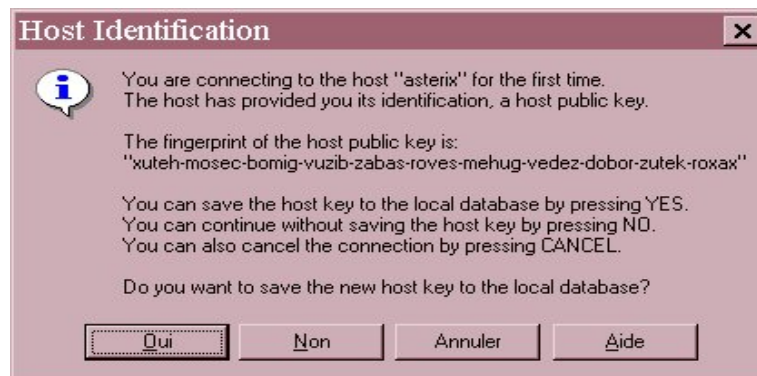 Host Identification
You are connecting to the host "asterix" for the first time.
The host has provided you its identification, a host public key.
The fingerprint of the host public key is:
"xuteh-mosec-bomig-vuzib-zabas-roves-mehug-vedez-dobor-zutek-roxax"
You can save the host key to the local database by pressing YES.
You can continue without saving the host key by pressing NO.
You can also cancel the connection by pressing CANCEL.
Do you want to save the new host key to the local database?
Oui Non Annuler Aide